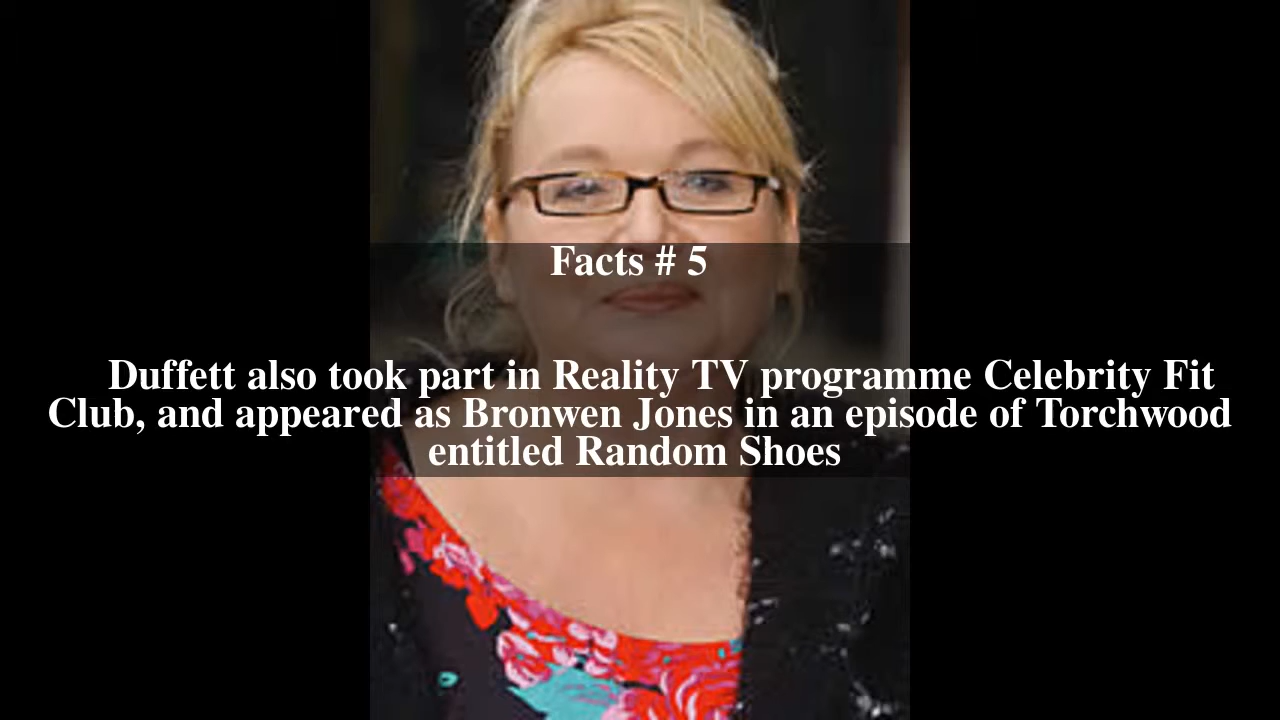 Facts # 5
Duffett also took part in Reality TV programme Celebrity Fit
Club, and appeared as Bronwen Jones in an episode of Torchwood
entitled Random Shoes